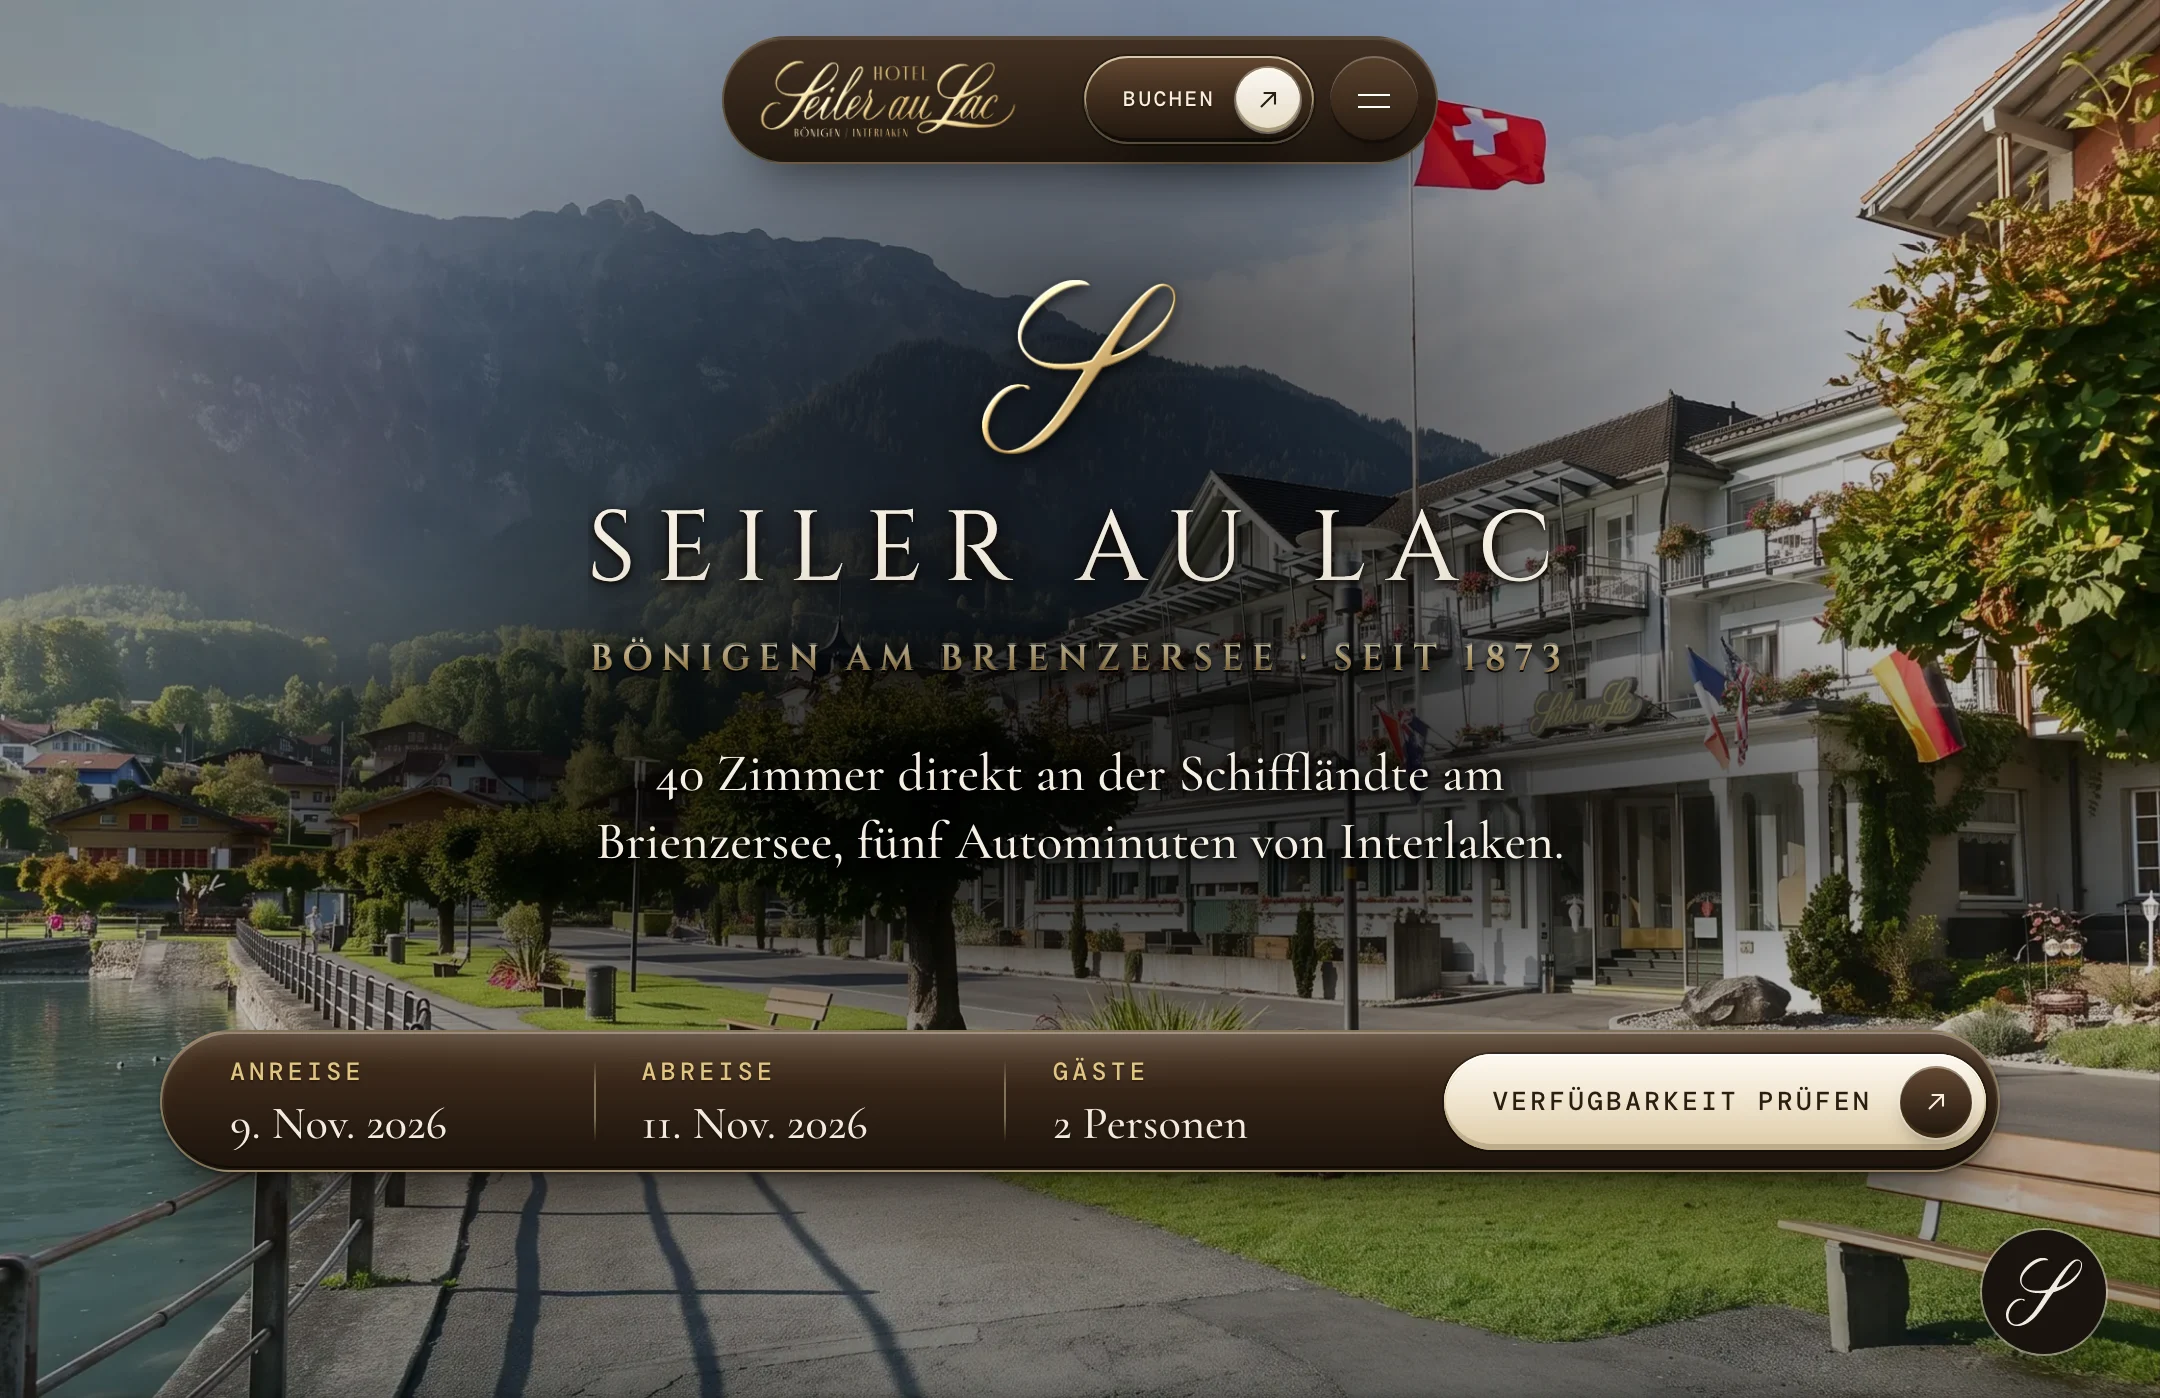 HOTEL
Seiler au Lac
BÖNIGEN / INTERLAKEN
BUCHEN
S
SEILER AU LAC
BÖNIGEN AM BRIENZERSEE · SEIT 1873
Seiler au Lac
40 Zimmer direkt an der Schiffländte am
Brienzersee, fünf Autominuten von Interlaken.
ANREISE
9. Nov. 2026
ABREISE
11. Nov. 2026
GÄSTE
2 Personen
VERFÜGBARKEIT PRÜFEN
S